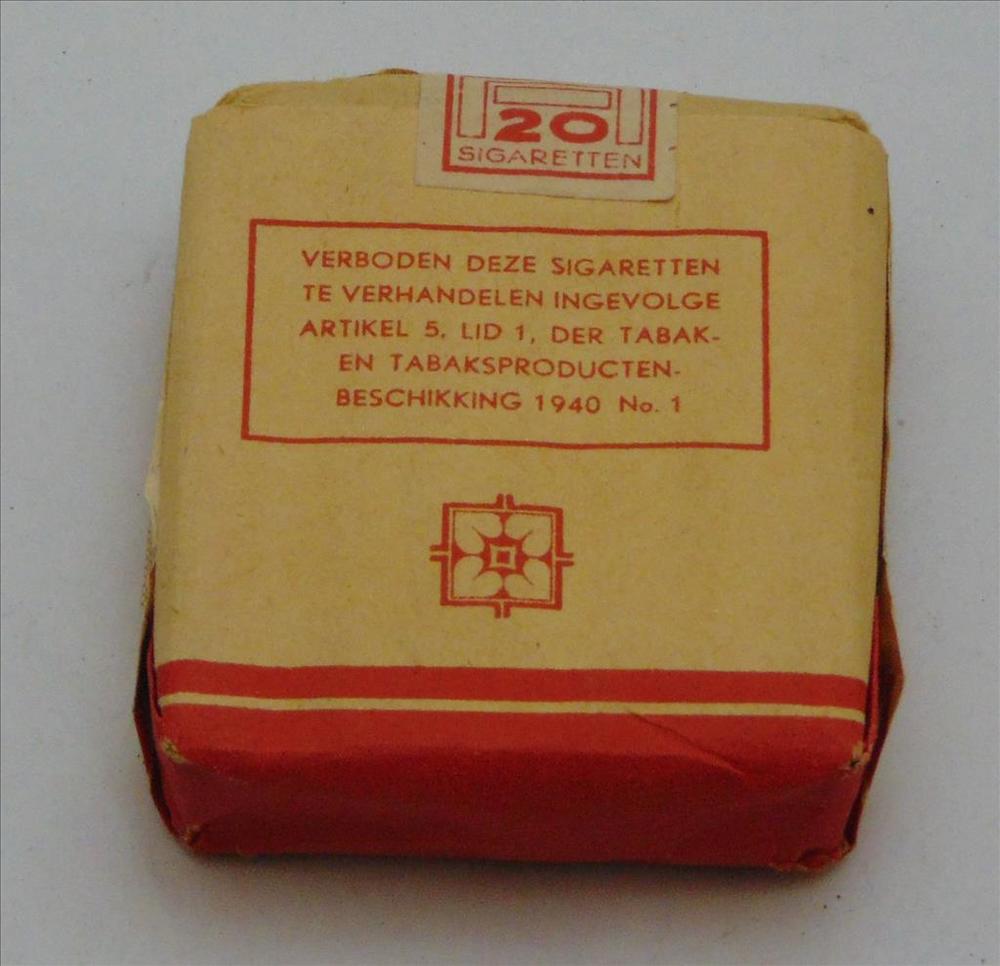 20
SIGARETTEN
VERBODEN DEZE SIGARETTEN
TE VERHANDELEN INGEVOLGE
ARTIKEL 5, LID 1, DER TABAK-
EN TABAKSPRODUCTEN-
BESCHIKKING 1940 No. 1